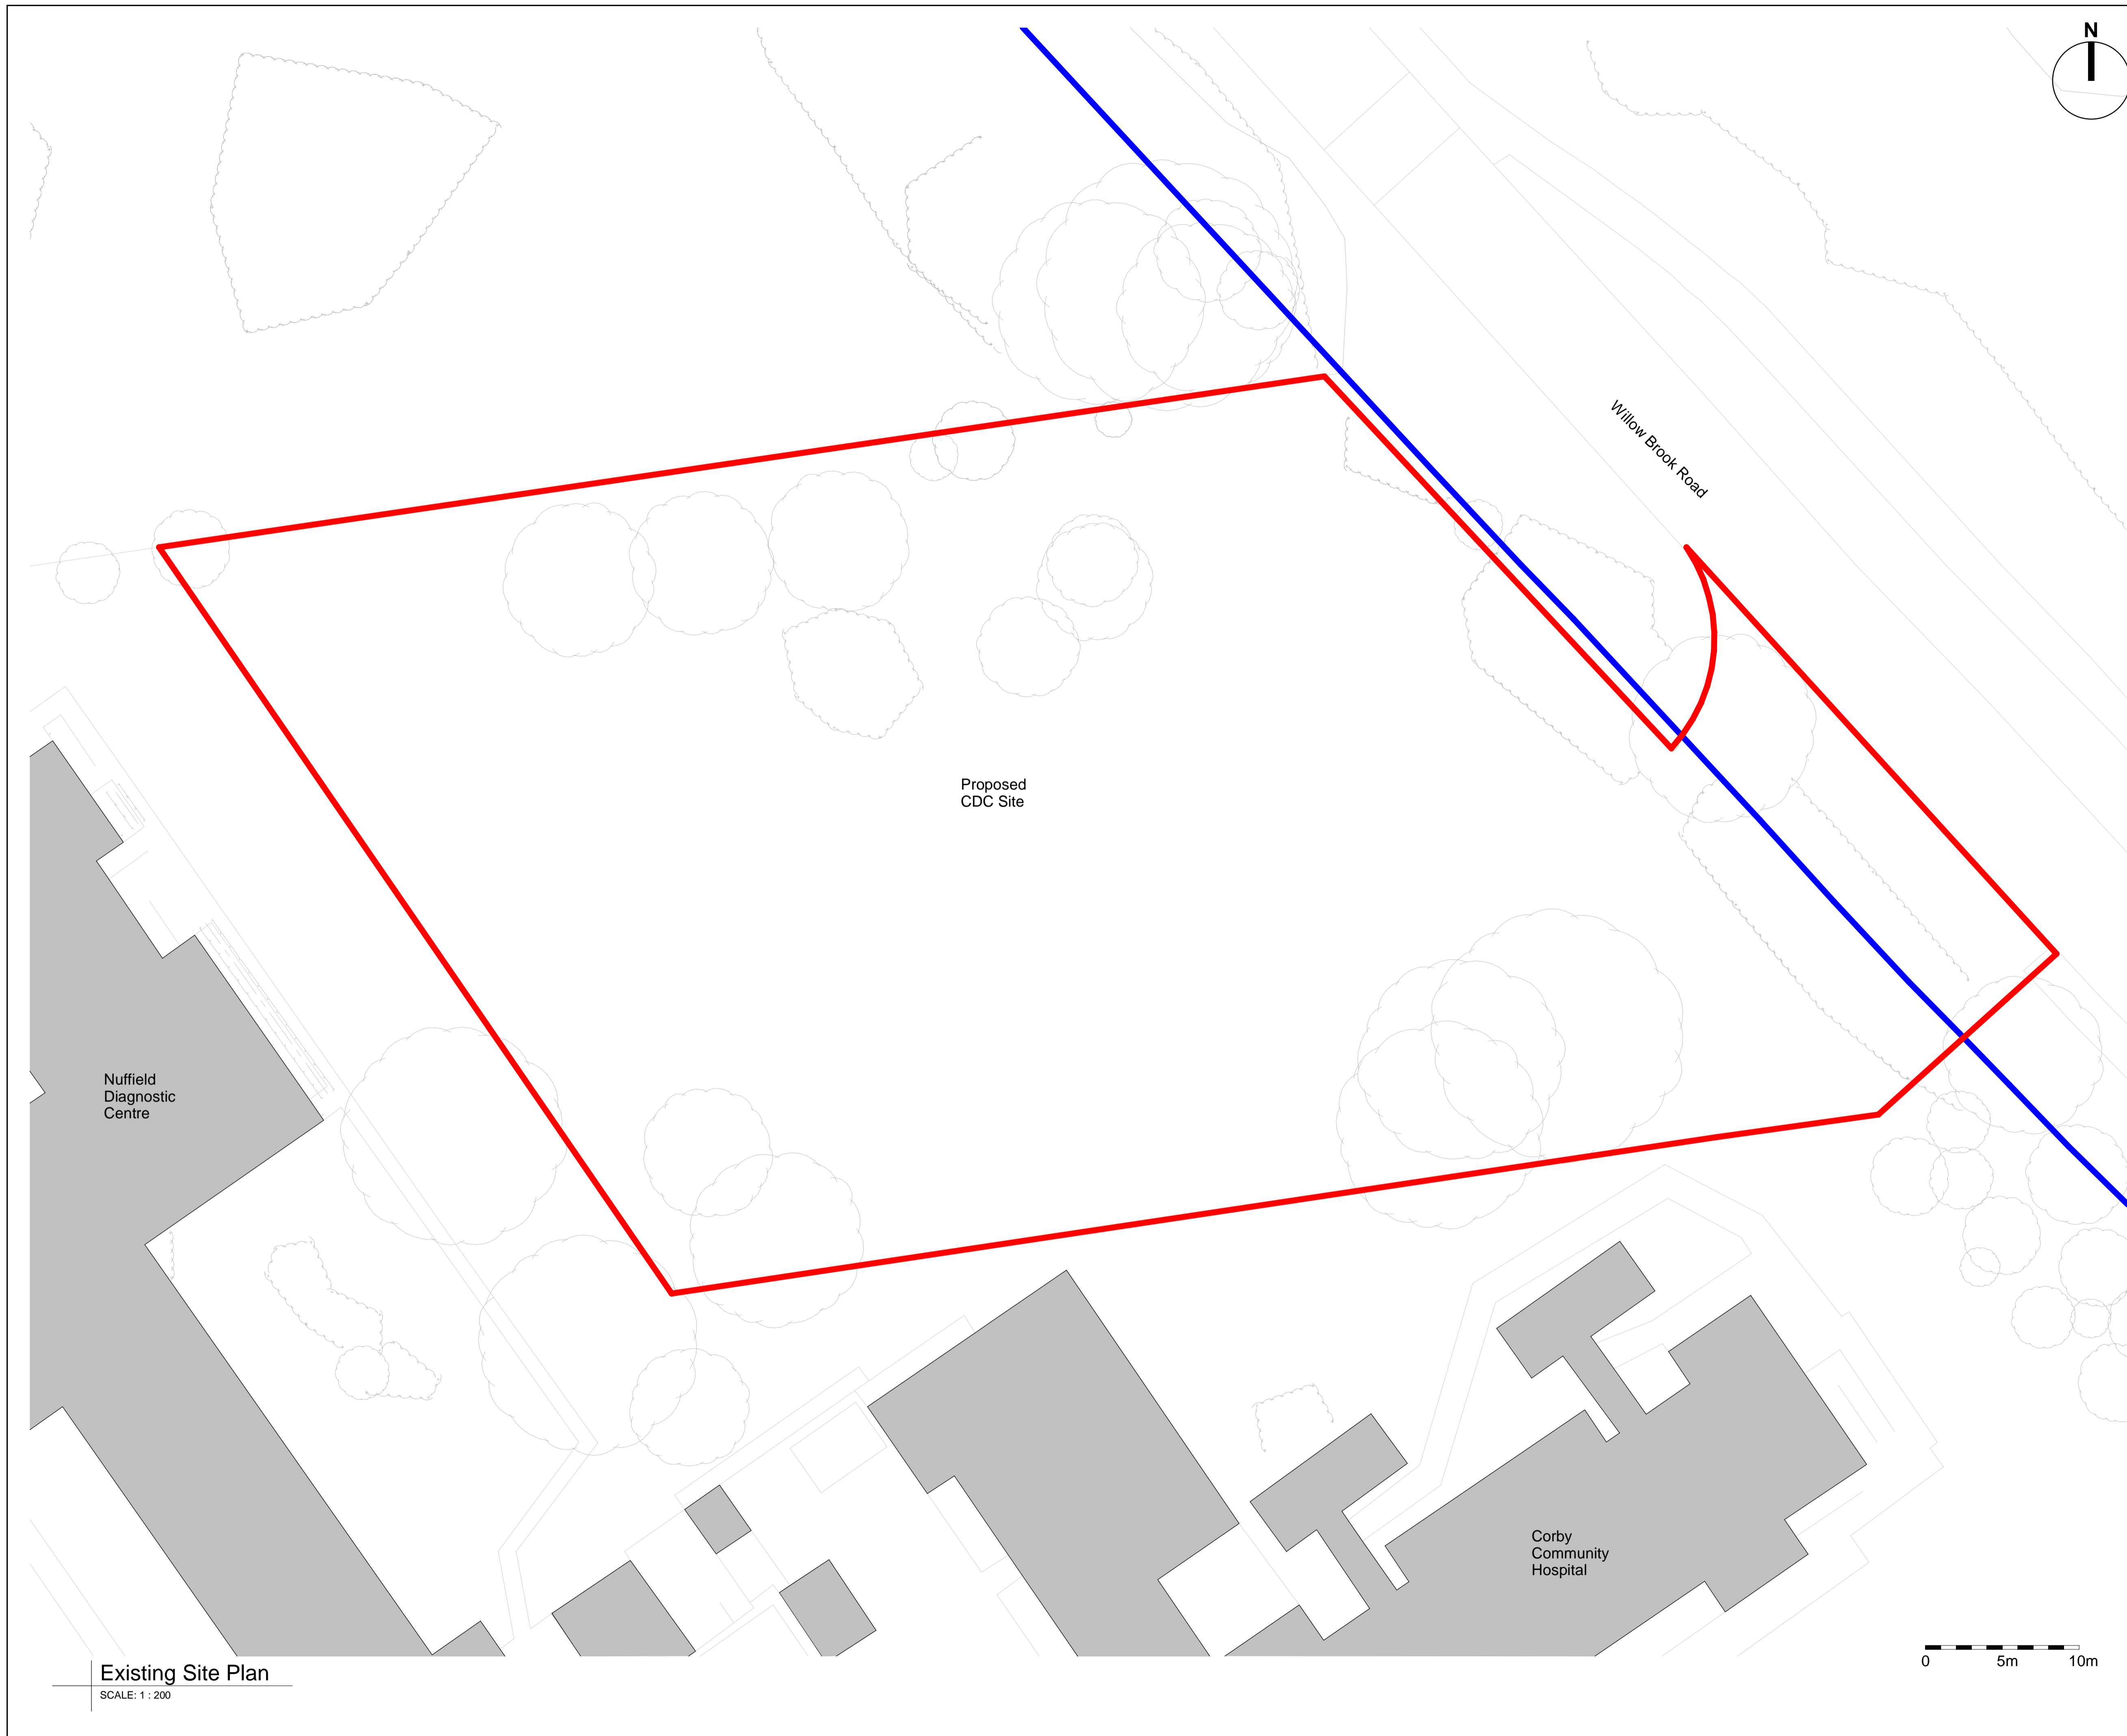 N
Willow Brook Road
Proposed
CDC Site
Nuffield
Diagnostic
Centre
Corby
Community
Hospital
Existing Site Plan
SCALE: 1 : 200
0 5m 10m